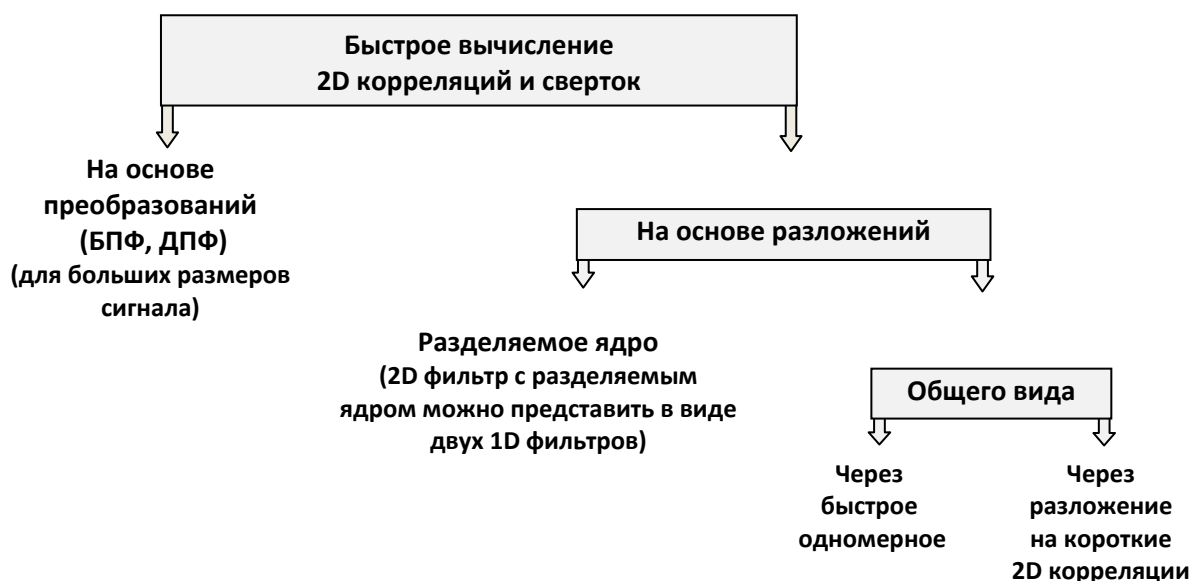 Быстрое вычисление
2D корреляций и сверток
На основе
преобразований
(БПФ, ДПФ)
(для больших размеров
сигнала)
На основе разложений
Разделяемое ядро
(2D фильтр с разделяемым
ядром можно представить в виде
двух 1D фильтров)
Общего вида
Через
быстрое
одномерное
Через
разложение
на короткие
2D корреляции